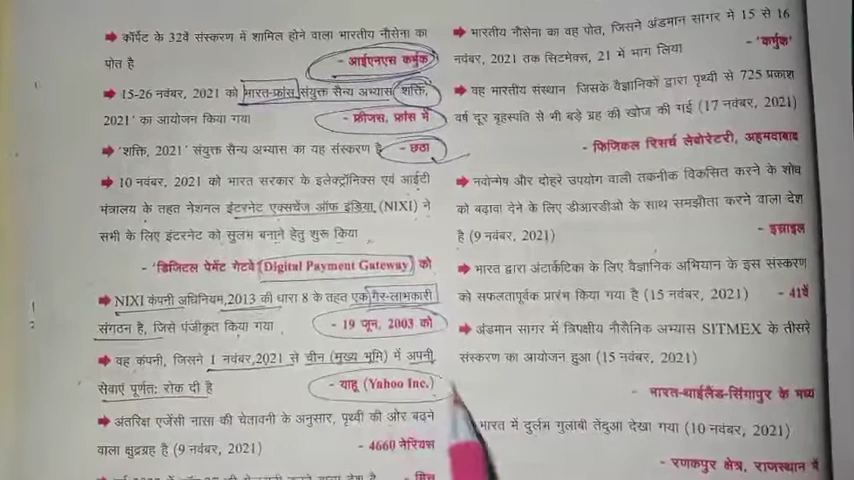 ➡ कॉर्पेट के 32वें संस्करण में शामिल होने वाला भारतीय नौसेना का
पोत है - आईएनएस कर्मुक
➡ 15-26 नवंबर, 2021 को भारत-फ्रांस संयुक्त सैन्य अभ्यास शक्ति,
2021' का आयोजन किया गया - फ्रीजस, फ्रांस में
➡ 'शक्ति, 2021' संयुक्त सैन्य अभ्यास का यह संस्करण है - छठा
➡ 10 नवंबर, 2021 को भारत सरकार के इलेक्ट्रॉनिक्स एवं आईटी
मंत्रालय के तहत नेशनल इंटरनेट एक्सचेंज ऑफ इंडिया (NIXI) ने
सभी के लिए इंटरनेट को सुलभ बनाने हेतु शुरू किया
- 'डिजिटल पेमेंट गेटवे (Digital Payment Gateway) को
➡ NIXI कंपनी अधिनियम, 2013 की धारा 8 के तहत एक गैर-लाभकारी
संगठन है, जिसे पंजीकृत किया गया - 19 जून, 2003 को
➡ वह कंपनी, जिसने 1 नवंबर, 2021 से चीन (मुख्य भूमि) में अपनी
सेवाएं पूर्णत: रोक दी है - याहू (Yahoo Inc.)
➡ अंतरिक्ष एजेंसी नासा की चेतावनी के अनुसार, पृथ्वी की ओर बढ़ने
वाला क्षुद्रग्रह है (9 नवंबर, 2021) - 4660 नेरियस
➡ भारतीय नौसेना का वह पोत, जिसने अंडमान सागर में 15 से 16
नवंबर, 2021 तक सिटमेक्स, 21 में भाग लिया - 'कर्मुक'
➡ वह भारतीय संस्थान जिसके वैज्ञानिकों द्वारा पृथ्वी से 725 प्रकाश
वर्ष दूर बृहस्पति से भी बड़े ग्रह की खोज की गई (17 नवंबर, 2021)
- फिजिकल रिसर्च लेबोरेटरी, अहमदाबाद
➡ नवोन्मेष और दोहरे उपयोग वाली तकनीक विकसित करने के शोध
को बढ़ावा देने के लिए डीआरडीओ के साथ समझौता करने वाला देश
है (9 नवंबर, 2021) - इस्राइल
➡ भारत द्वारा अंटार्कटिका के लिए वैज्ञानिक अभियान के इस संस्करण
को सफलतापूर्वक प्रारंभ किया गया है (15 नवंबर, 2021) - 41वें
➡ अंडमान सागर में त्रिपक्षीय नौसैनिक अभ्यास SITMEX के तीसरे
संस्करण का आयोजन हुआ (15 नवंबर, 2021)
- भारत-थाईलैंड-सिंगापुर के मध्य
भारत में दुर्लभ गुलाबी तेंदुआ देखा गया (10 नवंबर, 2021)
- रणकपुर क्षेत्र, राजस्थान में